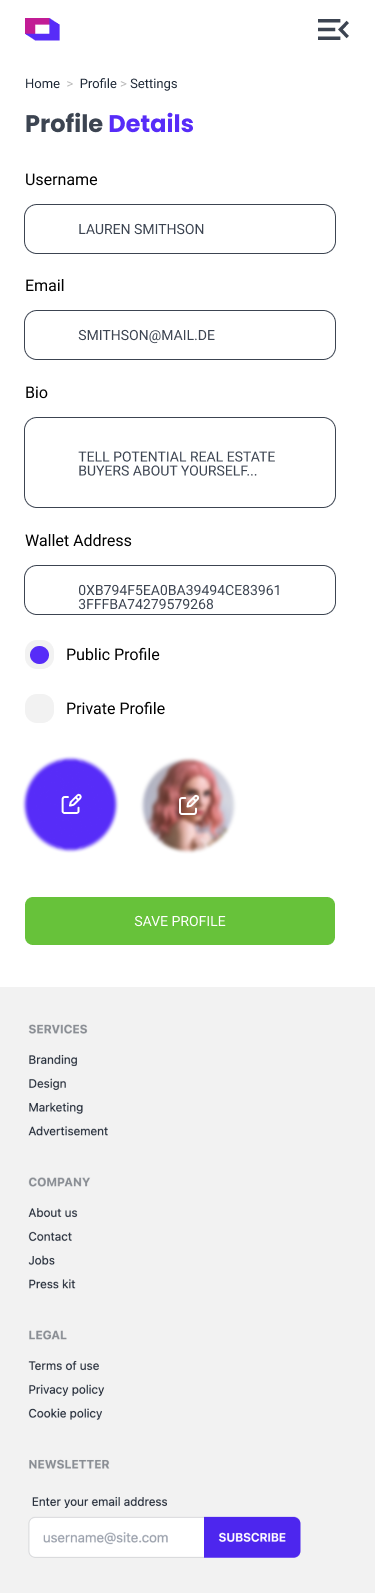 Home > Profile > Settings
Profile Details
Username
LAUREN SMITHSON
Email
SMITHSON@MAIL.DE
Bio
TELL POTENTIAL REAL ESTATE
BUYERS ABOUT YOURSELF...
Wallet Address
0XB794F5EA0BA39494CE83961
3FFFBA74279579268
Public Profile
Private Profile
SAVE PROFILE
SERVICES
Branding
Design
Marketing
Advertisement
COMPANY
About us
Contact
Jobs
Press kit
LEGAL
Terms of use
Privacy policy
Cookie policy
NEWSLETTER
Enter your email address
username@site.com SUBSCRIBE